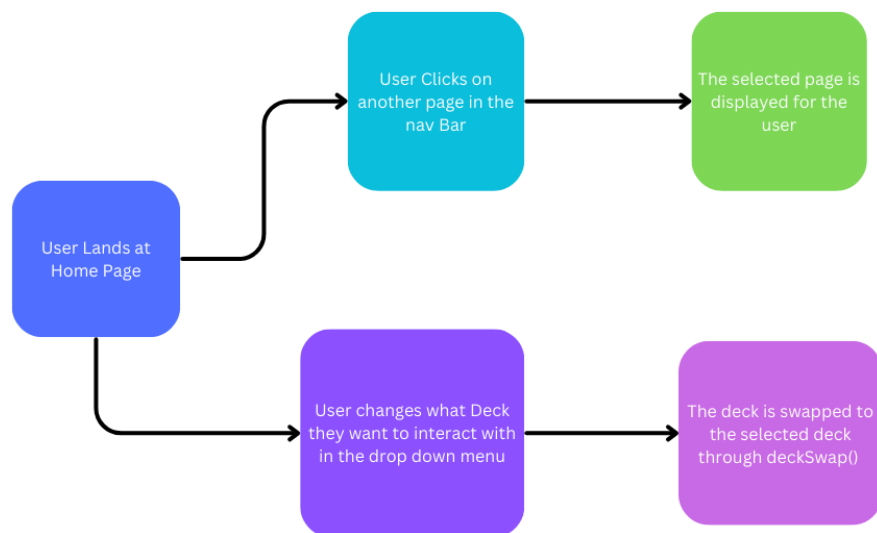 User Clicks on
another page in the
nav Bar
The selected page is
displayed for the
user
User Lands at
Home Page
User changes what Deck
they want to interact with
in the drop down menu
The deck is swapped to
the selected deck
through deckSwap()